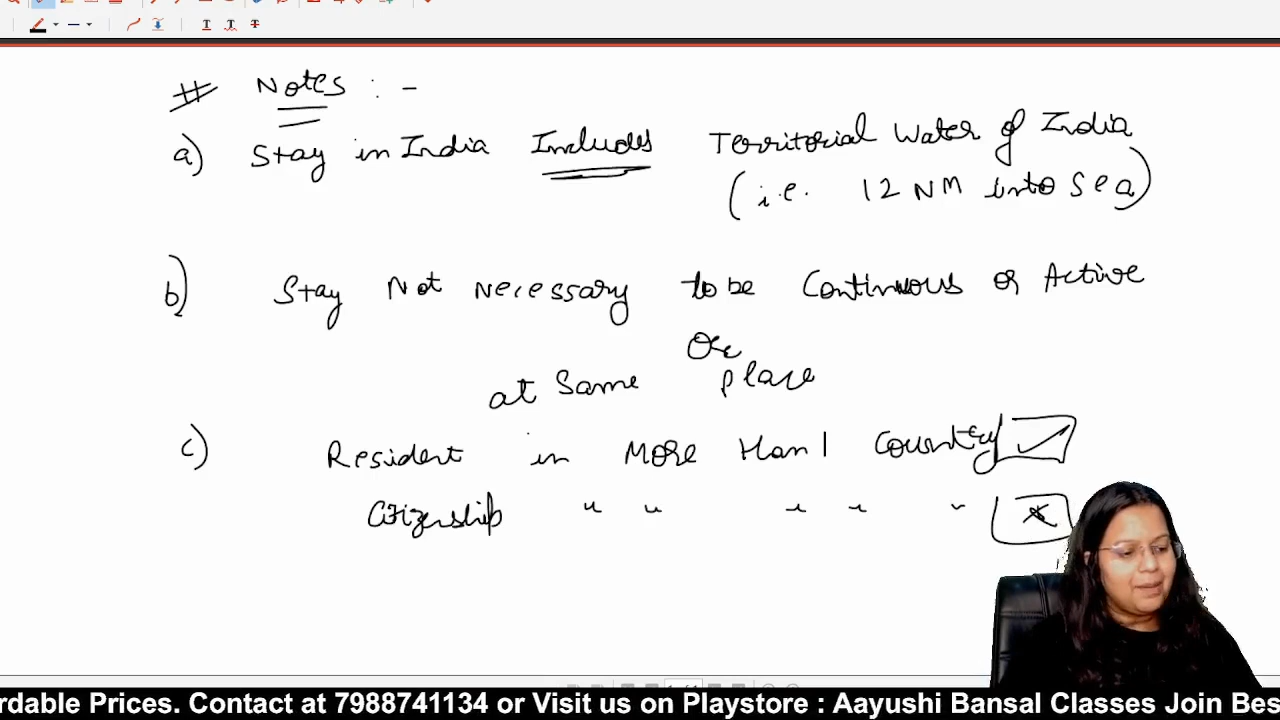 # Notes : -
a) Stay in India Includes Territorial Water of India
(i.e. 12 NM into Sea)
b) Stay Not necessary to be Continuous or Active
Or
at Same place
c) Resident in More than 1 Country ✓
Citizenship " " " " " ×
rdable Prices. Contact at 7988741134 or Visit us on Playstore : Aayushi Bansal Classes Join Bes